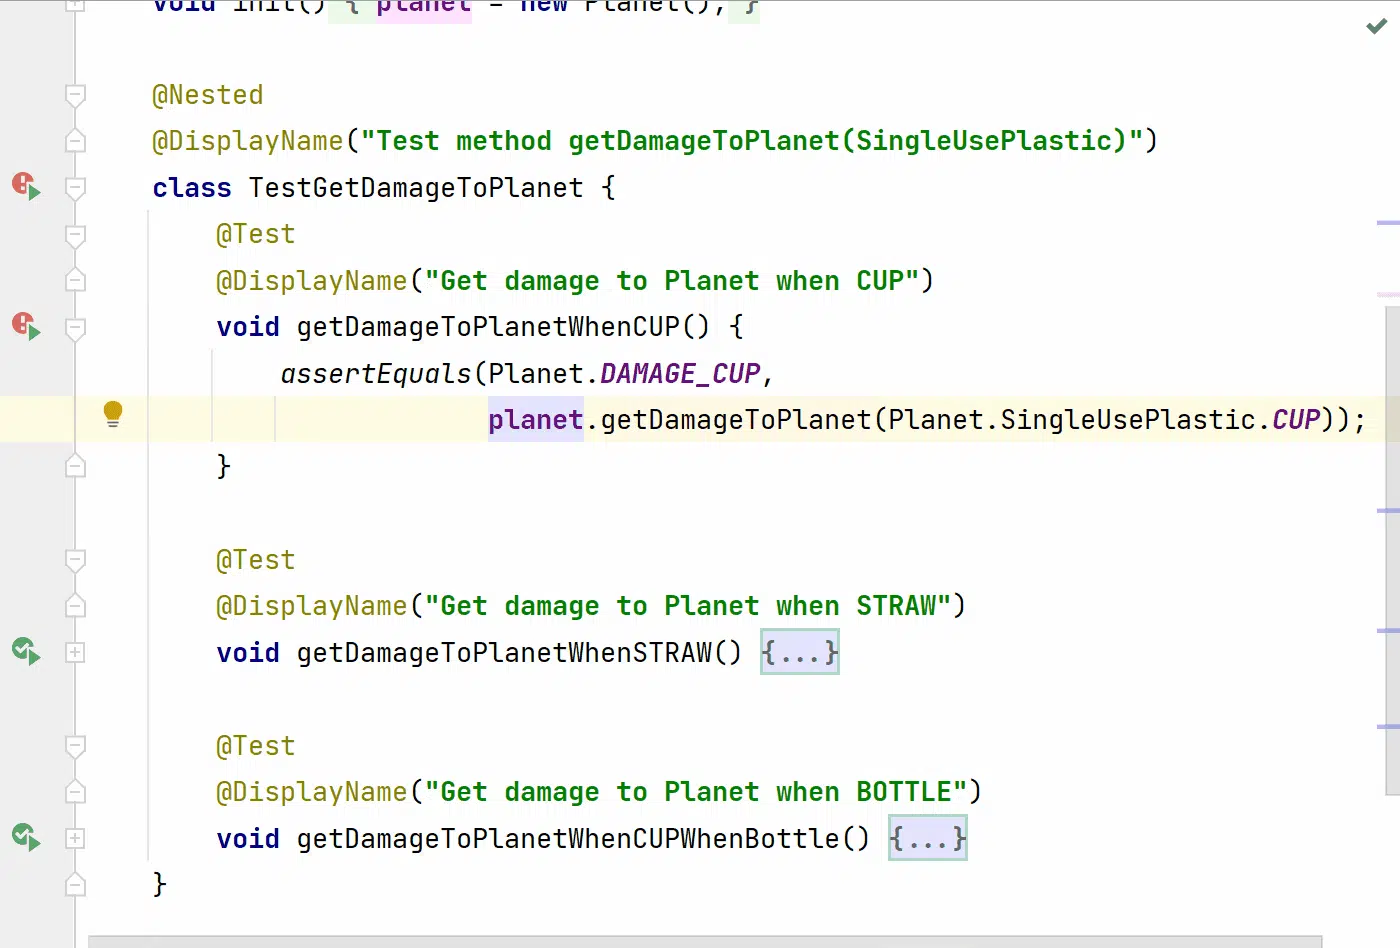 void init() { planet = new Planet(); }
@Nested
@DisplayName("Test method getDamageToPlanet(SingleUsePlastic)")
class TestGetDamageToPlanet {
@Test
@DisplayName("Get damage to Planet when CUP")
void getDamageToPlanetWhenCUP() {
assertEquals(Planet.DAMAGE_CUP,
planet.getDamageToPlanet(Planet.SingleUsePlastic.CUP));
}
@Test
@DisplayName("Get damage to Planet when STRAW")
void getDamageToPlanetWhenSTRAW() {...}
@Test
@DisplayName("Get damage to Planet when BOTTLE")
void getDamageToPlanetWhenCUPWhenBottle() {...}
}